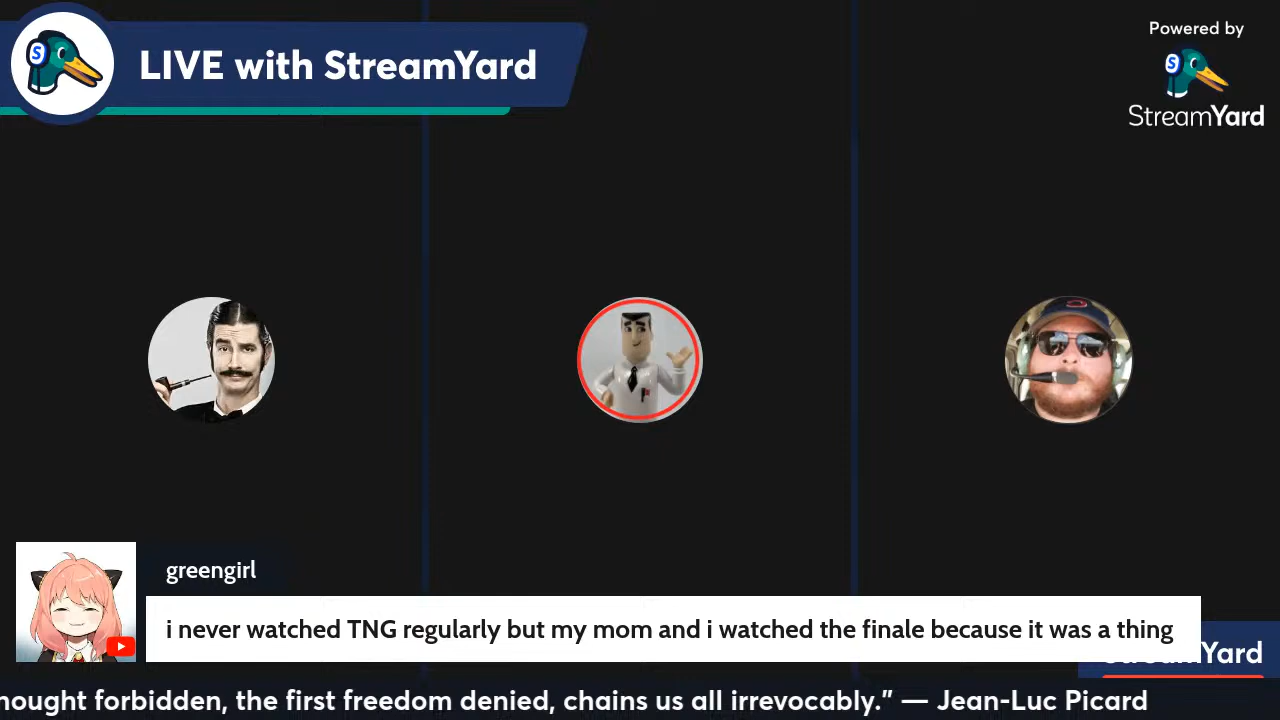 LIVE with StreamYard
Powered by
S
S
StreamYard
greengirl
i never watched TNG regularly but my mom and i watched the finale because it was a thing
Yard
forbidden, the first freedom denied, chains us all irrevocably.” — Jean-Luc Picard